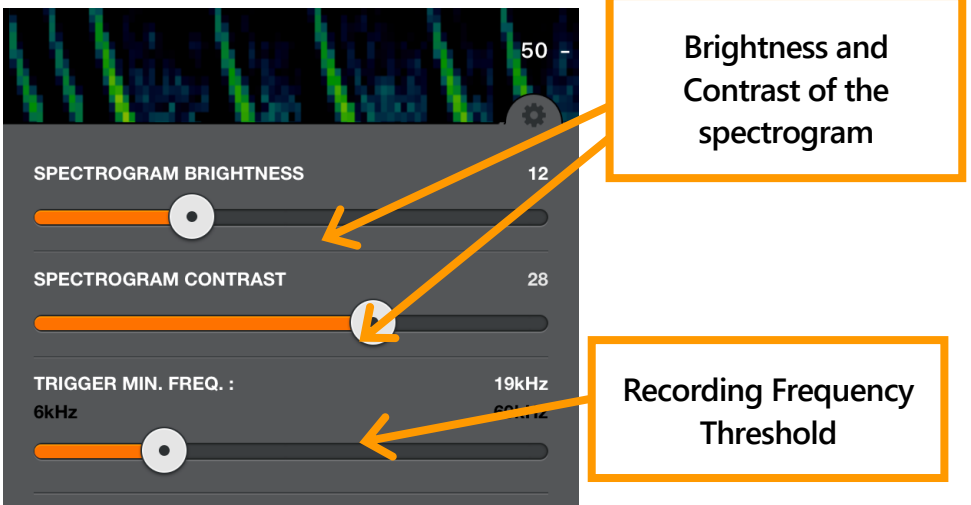 50 -
Brightness and
Contrast of the
spectrogram
SPECTROGRAM BRIGHTNESS 12
SPECTROGRAM CONTRAST 28
TRIGGER MIN. FREQ. : 19kHz
6kHz 60kHz
Recording Frequency
Threshold